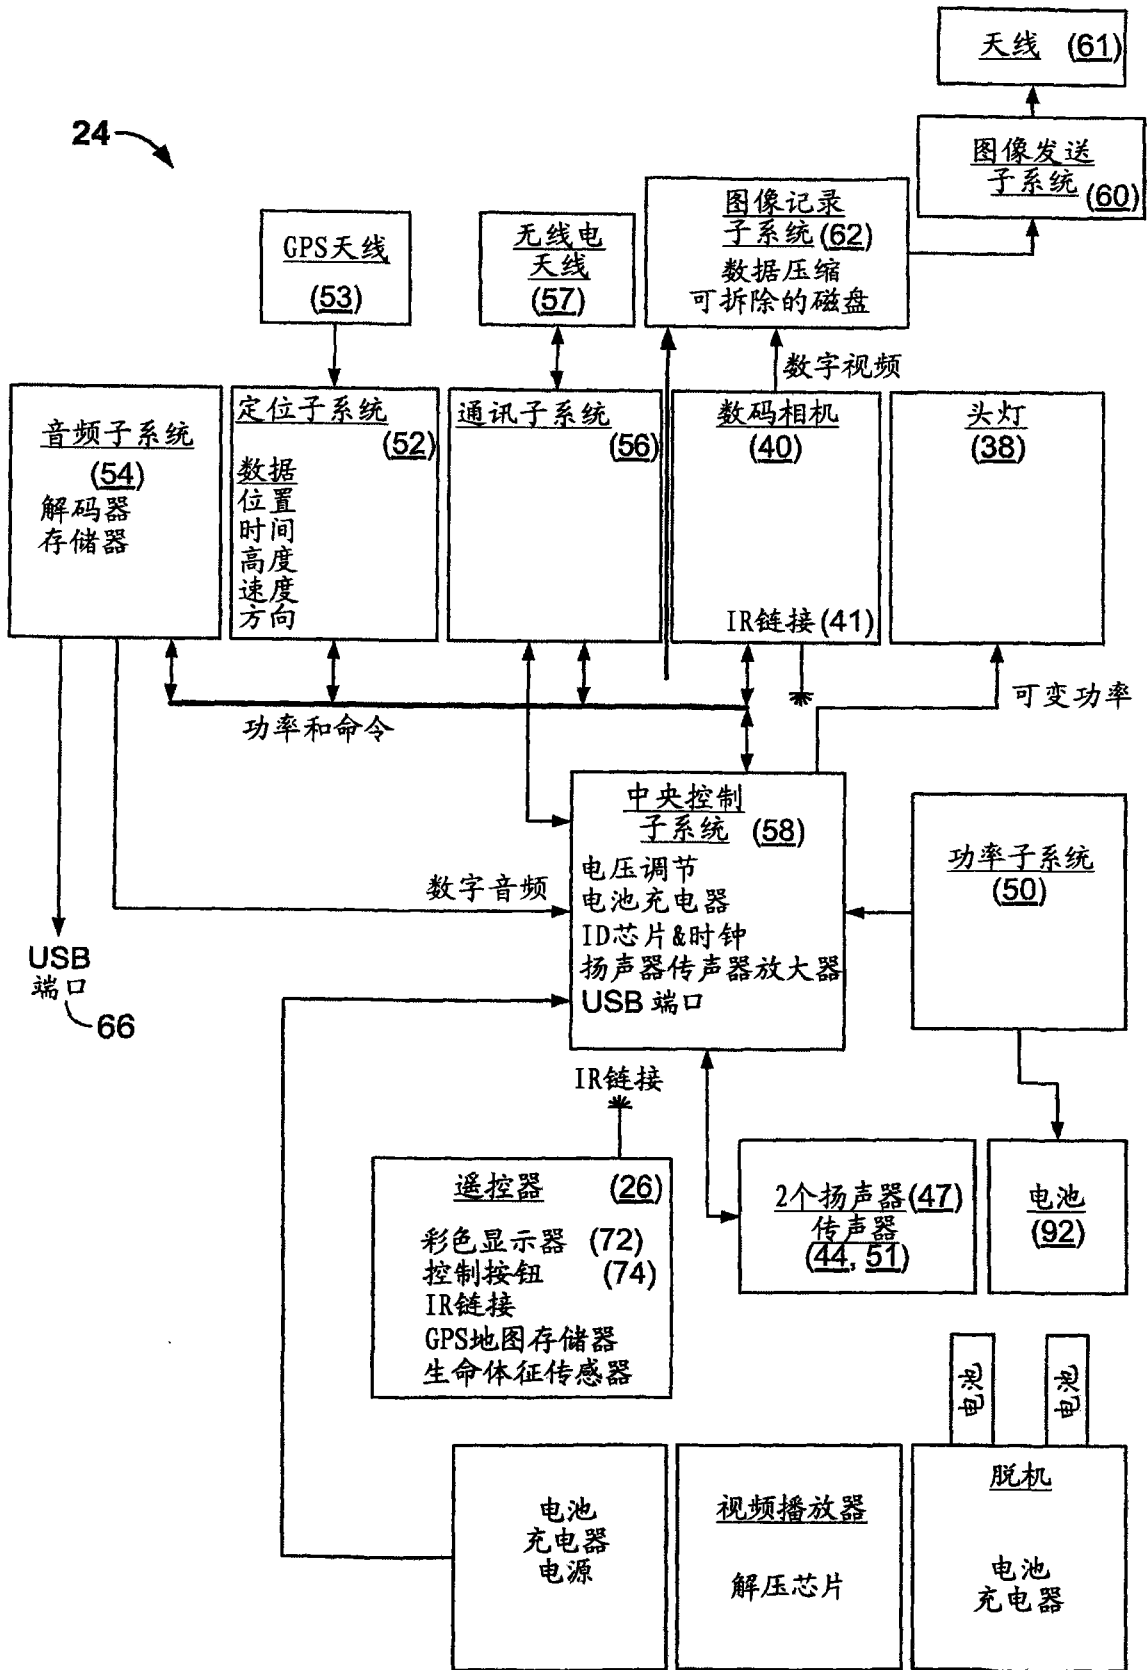 天线 (61)
24
图像发送
子系统
(60)
图像记录
子系统(62)
数据压缩
可拆除的磁盘
GPS天线
(53)
无线电
天线
(57)
数字视频
音频子系统
(54)
解码器
存储器
定位子系统
(52)
数据
位置
时间
高度
速度
方向
通讯子系统
(56)
数码相机
(40)
IR链接(41)
头灯
(38)
可变功率
功率和命令
中央控制
子系统 (58)
电压调节
电池充电器
ID芯片&时钟
扬声器传声器放大器
USB 端口
功率子系统
(50)
数字音频
USB
端口
66
IR链接
遥控器 (26)
彩色显示器 (72)
控制按钮 (74)
IR链接
GPS地图存储器
生命体征传感器
2个扬声器(47)
传声器
(44, 51)
电池
(92)
电池
电池
电池
充电器
电源
视频播放器
解压芯片
脱机
电池
充电器